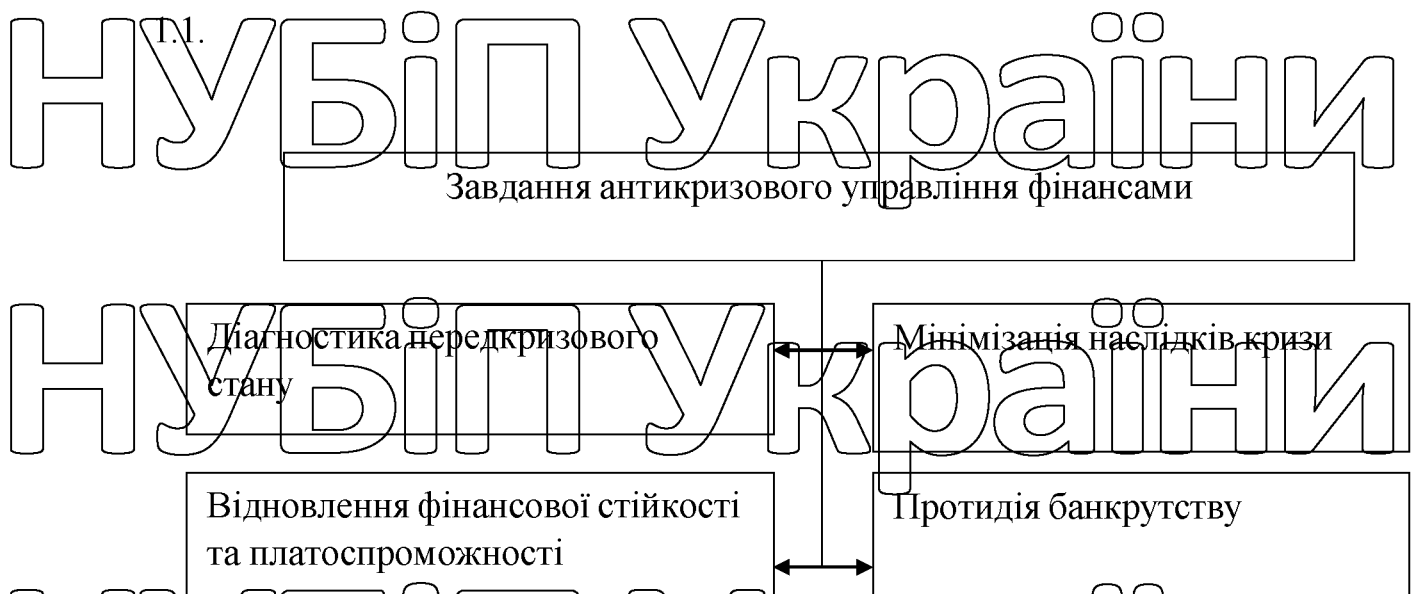 1.1.
НУБіП України
Завдання антикризового управління фінансами
НУБіП України
Діагностика передкризового
стану
Мінімізація наслідків кризи
Відновлення фінансової стійкості
та платоспроможності
Протидія банкрутству